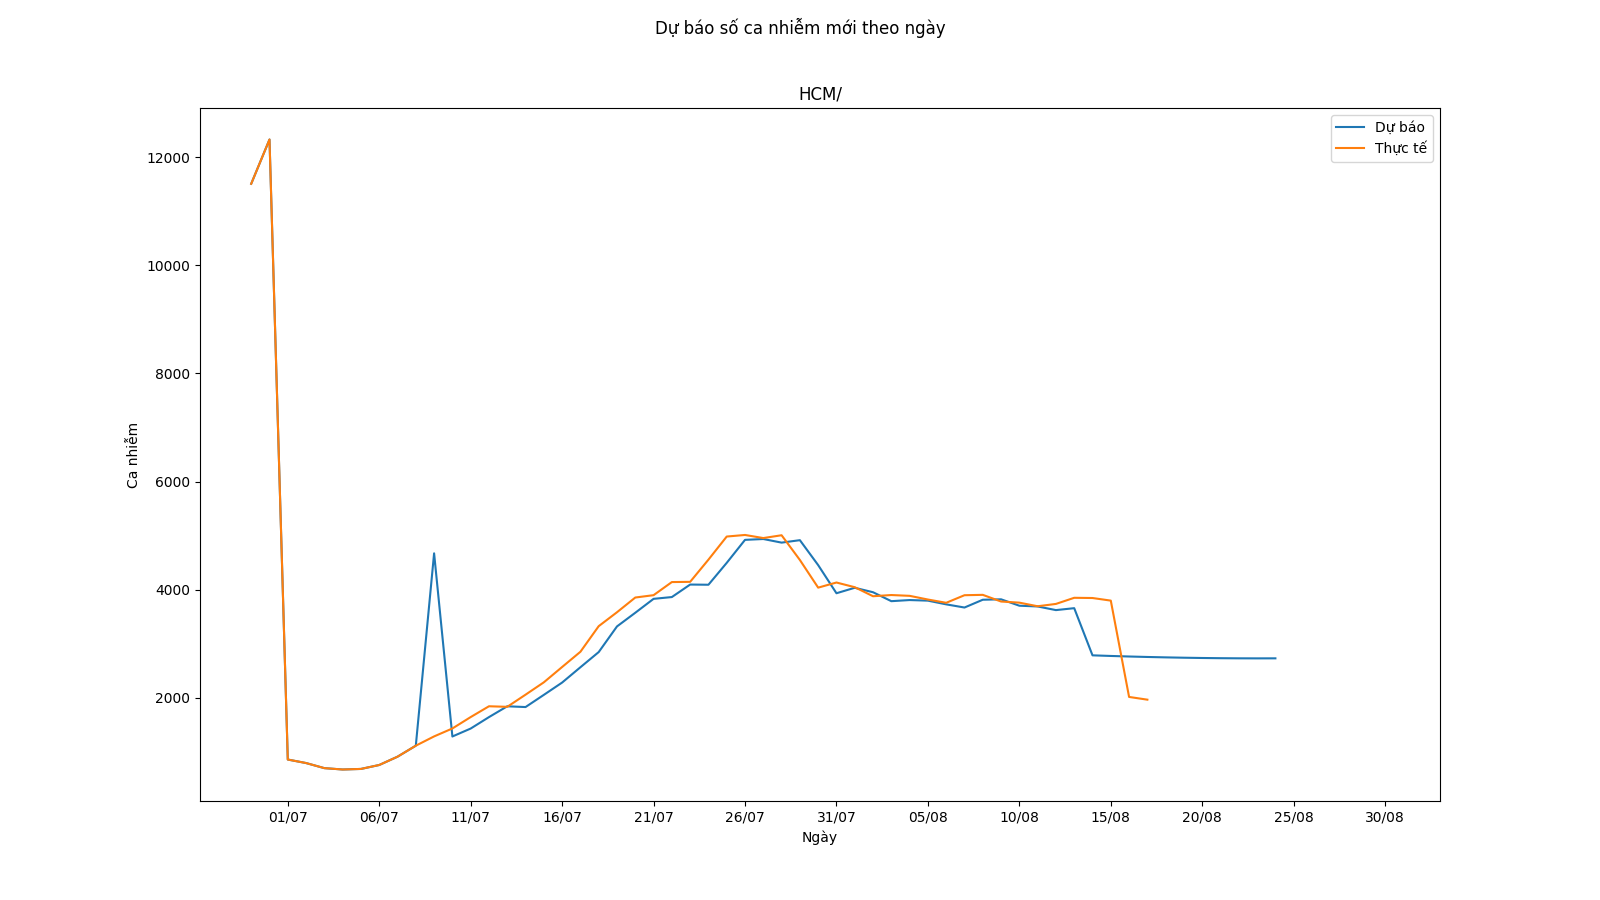 Dự báo số ca nhiễm mới theo ngày
HCM/
Dự báo
Thực tế
12000
10000
8000
6000
4000
2000
Ca nhiễm
01/07 06/07 11/07 16/07 21/07 26/07 31/07 05/08 10/08 15/08 20/08 25/08 30/08
Ngày